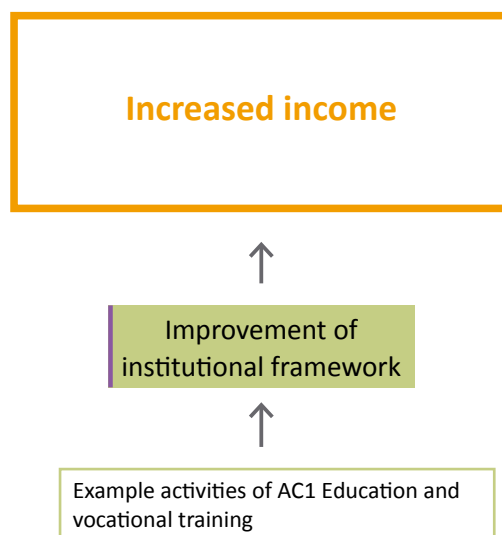 Increased income
Improvement of
institutional framework
Example activities of AC1 Education and
vocational training